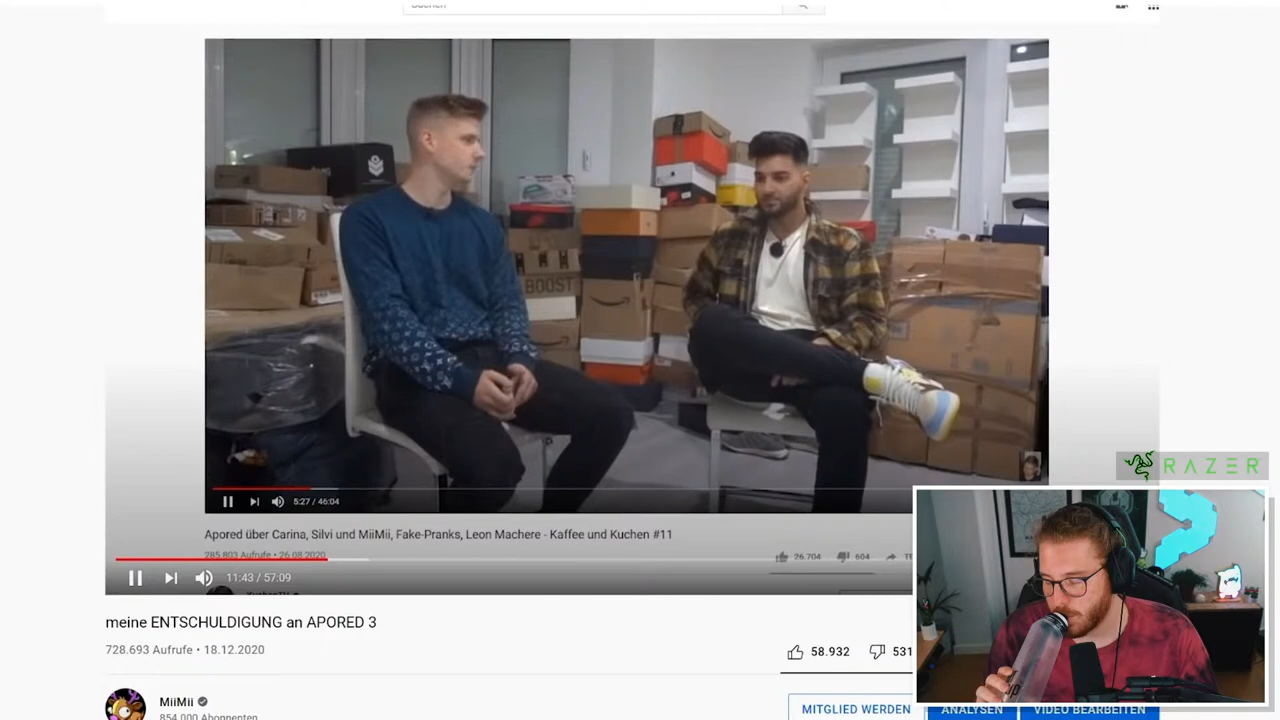 Suchen
BOOST
5:27 / 46:04
Apored über Carina, Silvi und MiiMii, Fake-Pranks, Leon Machere - Kaffee und Kuchen #11
285.803 Aufrufe • 26.08.2020
26.704
604
11:43 / 57:09
RAZER
meine ENTSCHULDIGUNG an APORED 3
728.693 Aufrufe • 18.12.2020
58.932
531
MiiMii
854.000 Abonnenten
MITGLIED WERDEN
ANALYSEN
VIDEO BEARBEITEN